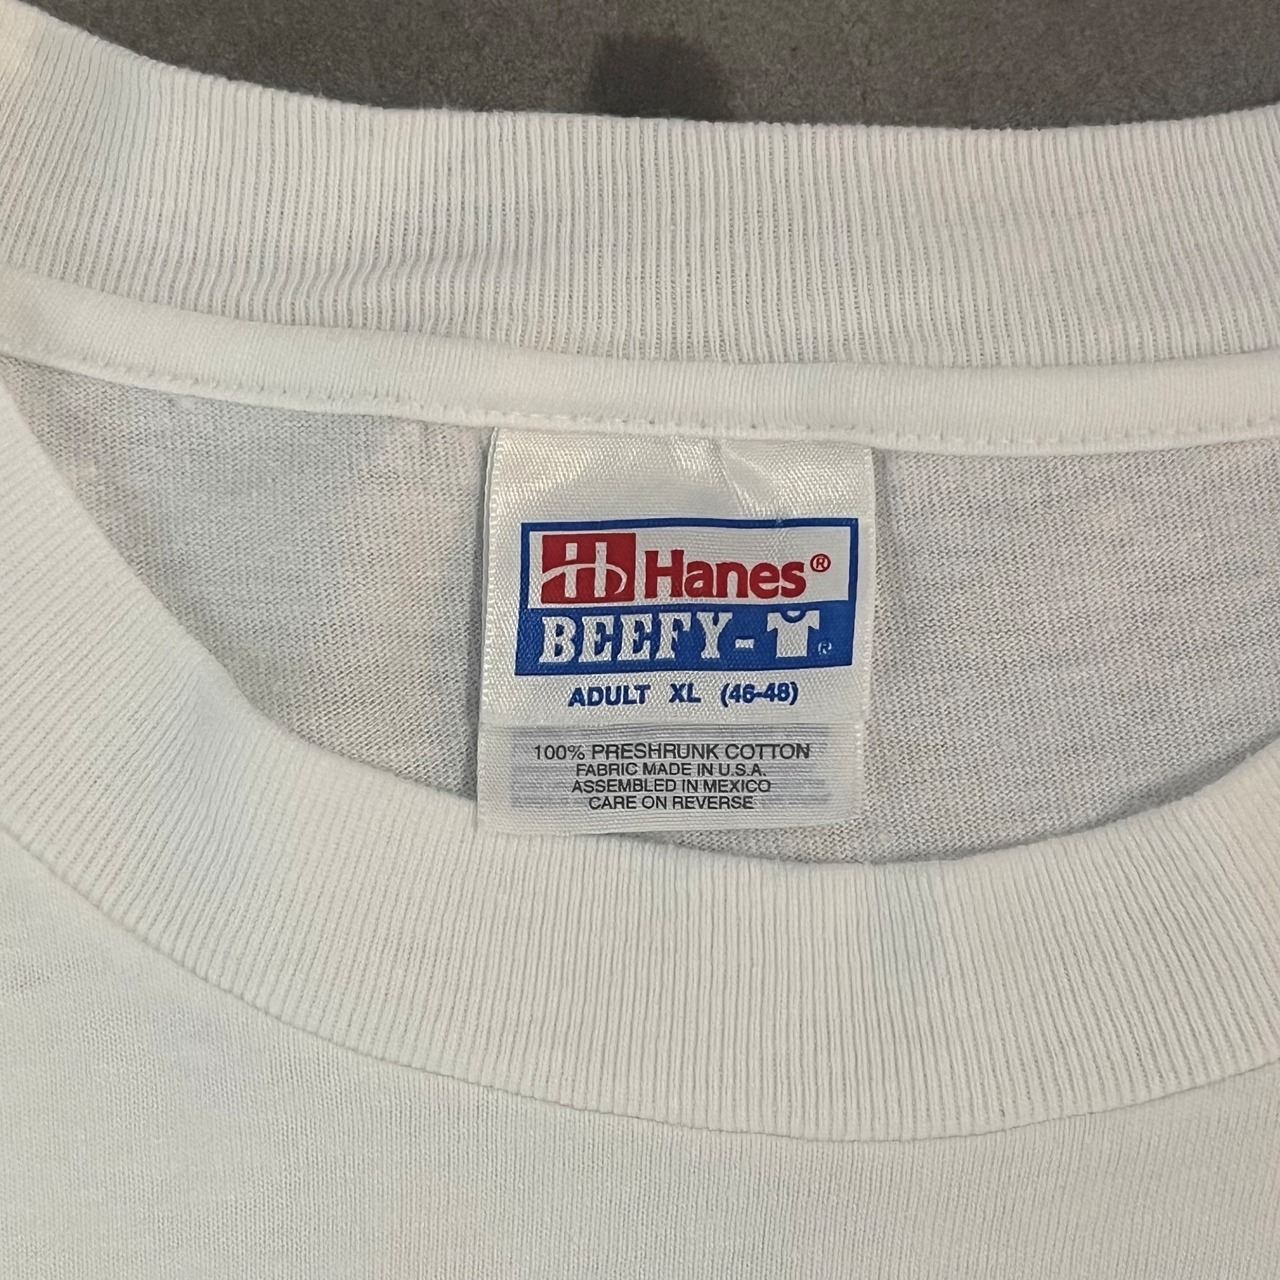 Hanes®
BEEFY-T®
ADULT XL (46-48)
100% PRESHRUNK COTTON
FABRIC MADE IN U.S.A.
ASSEMBLED IN MEXICO
CARE ON REVERSE